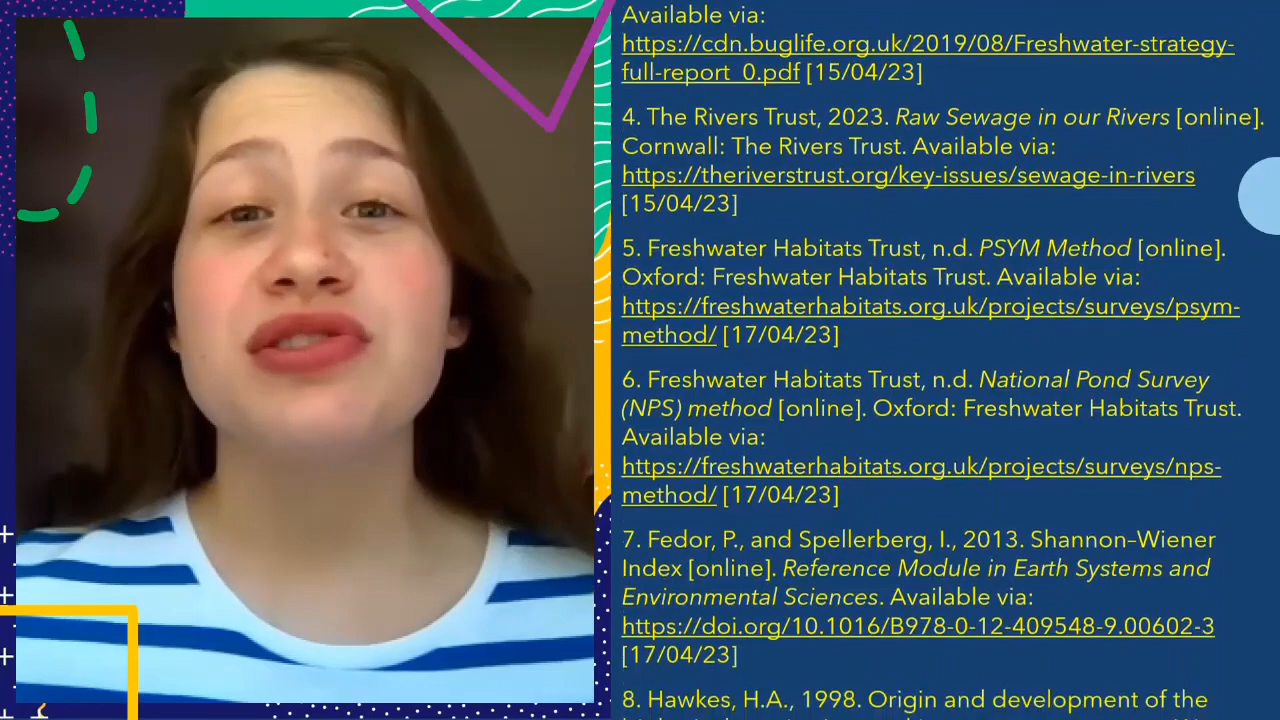 Available via:
https://cdn.buglife.org.uk/2019/08/Freshwater-strategy-
full-report_0.pdf [15/04/23]
4. The Rivers Trust, 2023. Raw Sewage in our Rivers [online].
Cornwall: The Rivers Trust. Available via:
https://theriverstrust.org/key-issues/sewage-in-rivers
[15/04/23]
5. Freshwater Habitats Trust, n.d. PSYM Method [online].
Oxford: Freshwater Habitats Trust. Available via:
https://freshwaterhabitats.org.uk/projects/surveys/psym-
method/ [17/04/23]
6. Freshwater Habitats Trust, n.d. National Pond Survey
(NPS) method [online]. Oxford: Freshwater Habitats Trust.
Available via:
https://freshwaterhabitats.org.uk/projects/surveys/nps-
method/ [17/04/23]
7. Fedor, P., and Spellerberg, I., 2013. Shannon–Wiener
Index [online]. Reference Module in Earth Systems and
Environmental Sciences. Available via:
https://doi.org/10.1016/B978-0-12-409548-9.00602-3
[17/04/23]
8. Hawkes, H.A., 1998. Origin and development of the